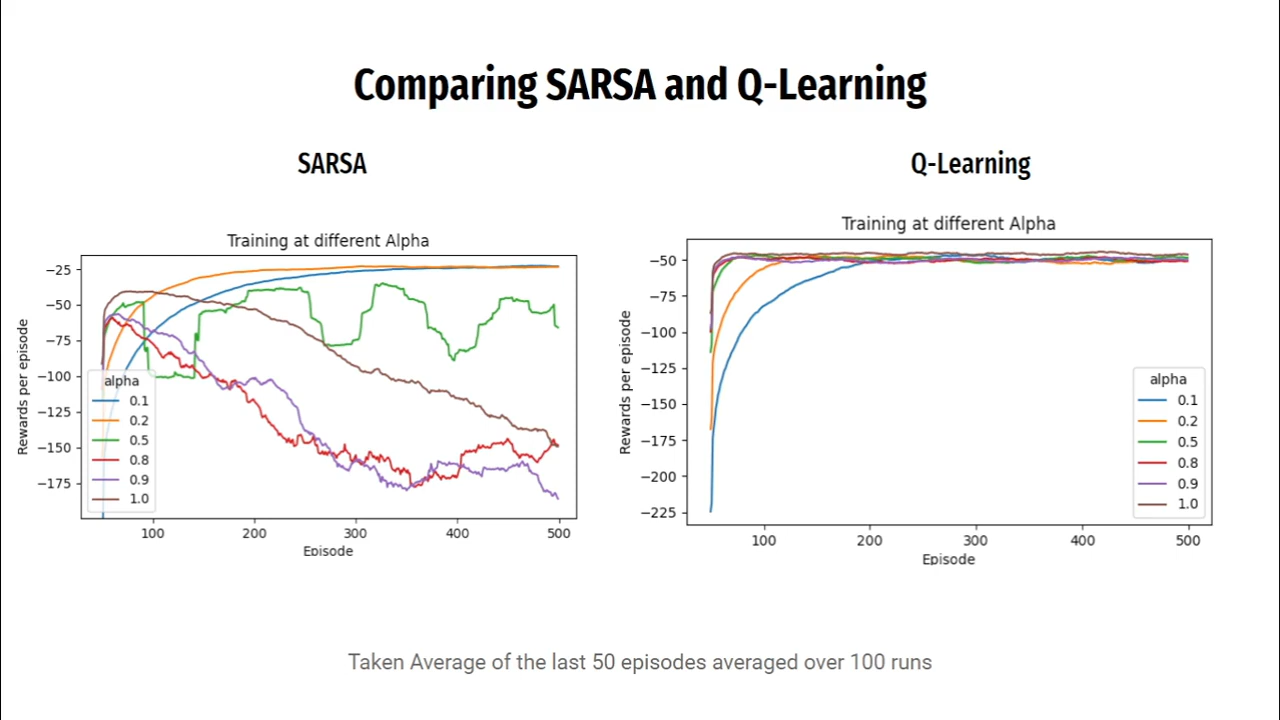 Comparing SARSA and Q-Learning
SARSA
Training at different Alpha
Rewards per episode
−25
−50
−75
−100
−125
−150
−175
alpha
0.1
0.2
0.5
0.8
0.9
1.0
100 200 300 400 500
Episode
Q-Learning
Training at different Alpha
Rewards per episode
−50
−75
−100
−125
−150
−175
−200
−225
alpha
0.1
0.2
0.5
0.8
0.9
1.0
100 200 300 400 500
Episode
Taken Average of the last 50 episodes averaged over 100 runs